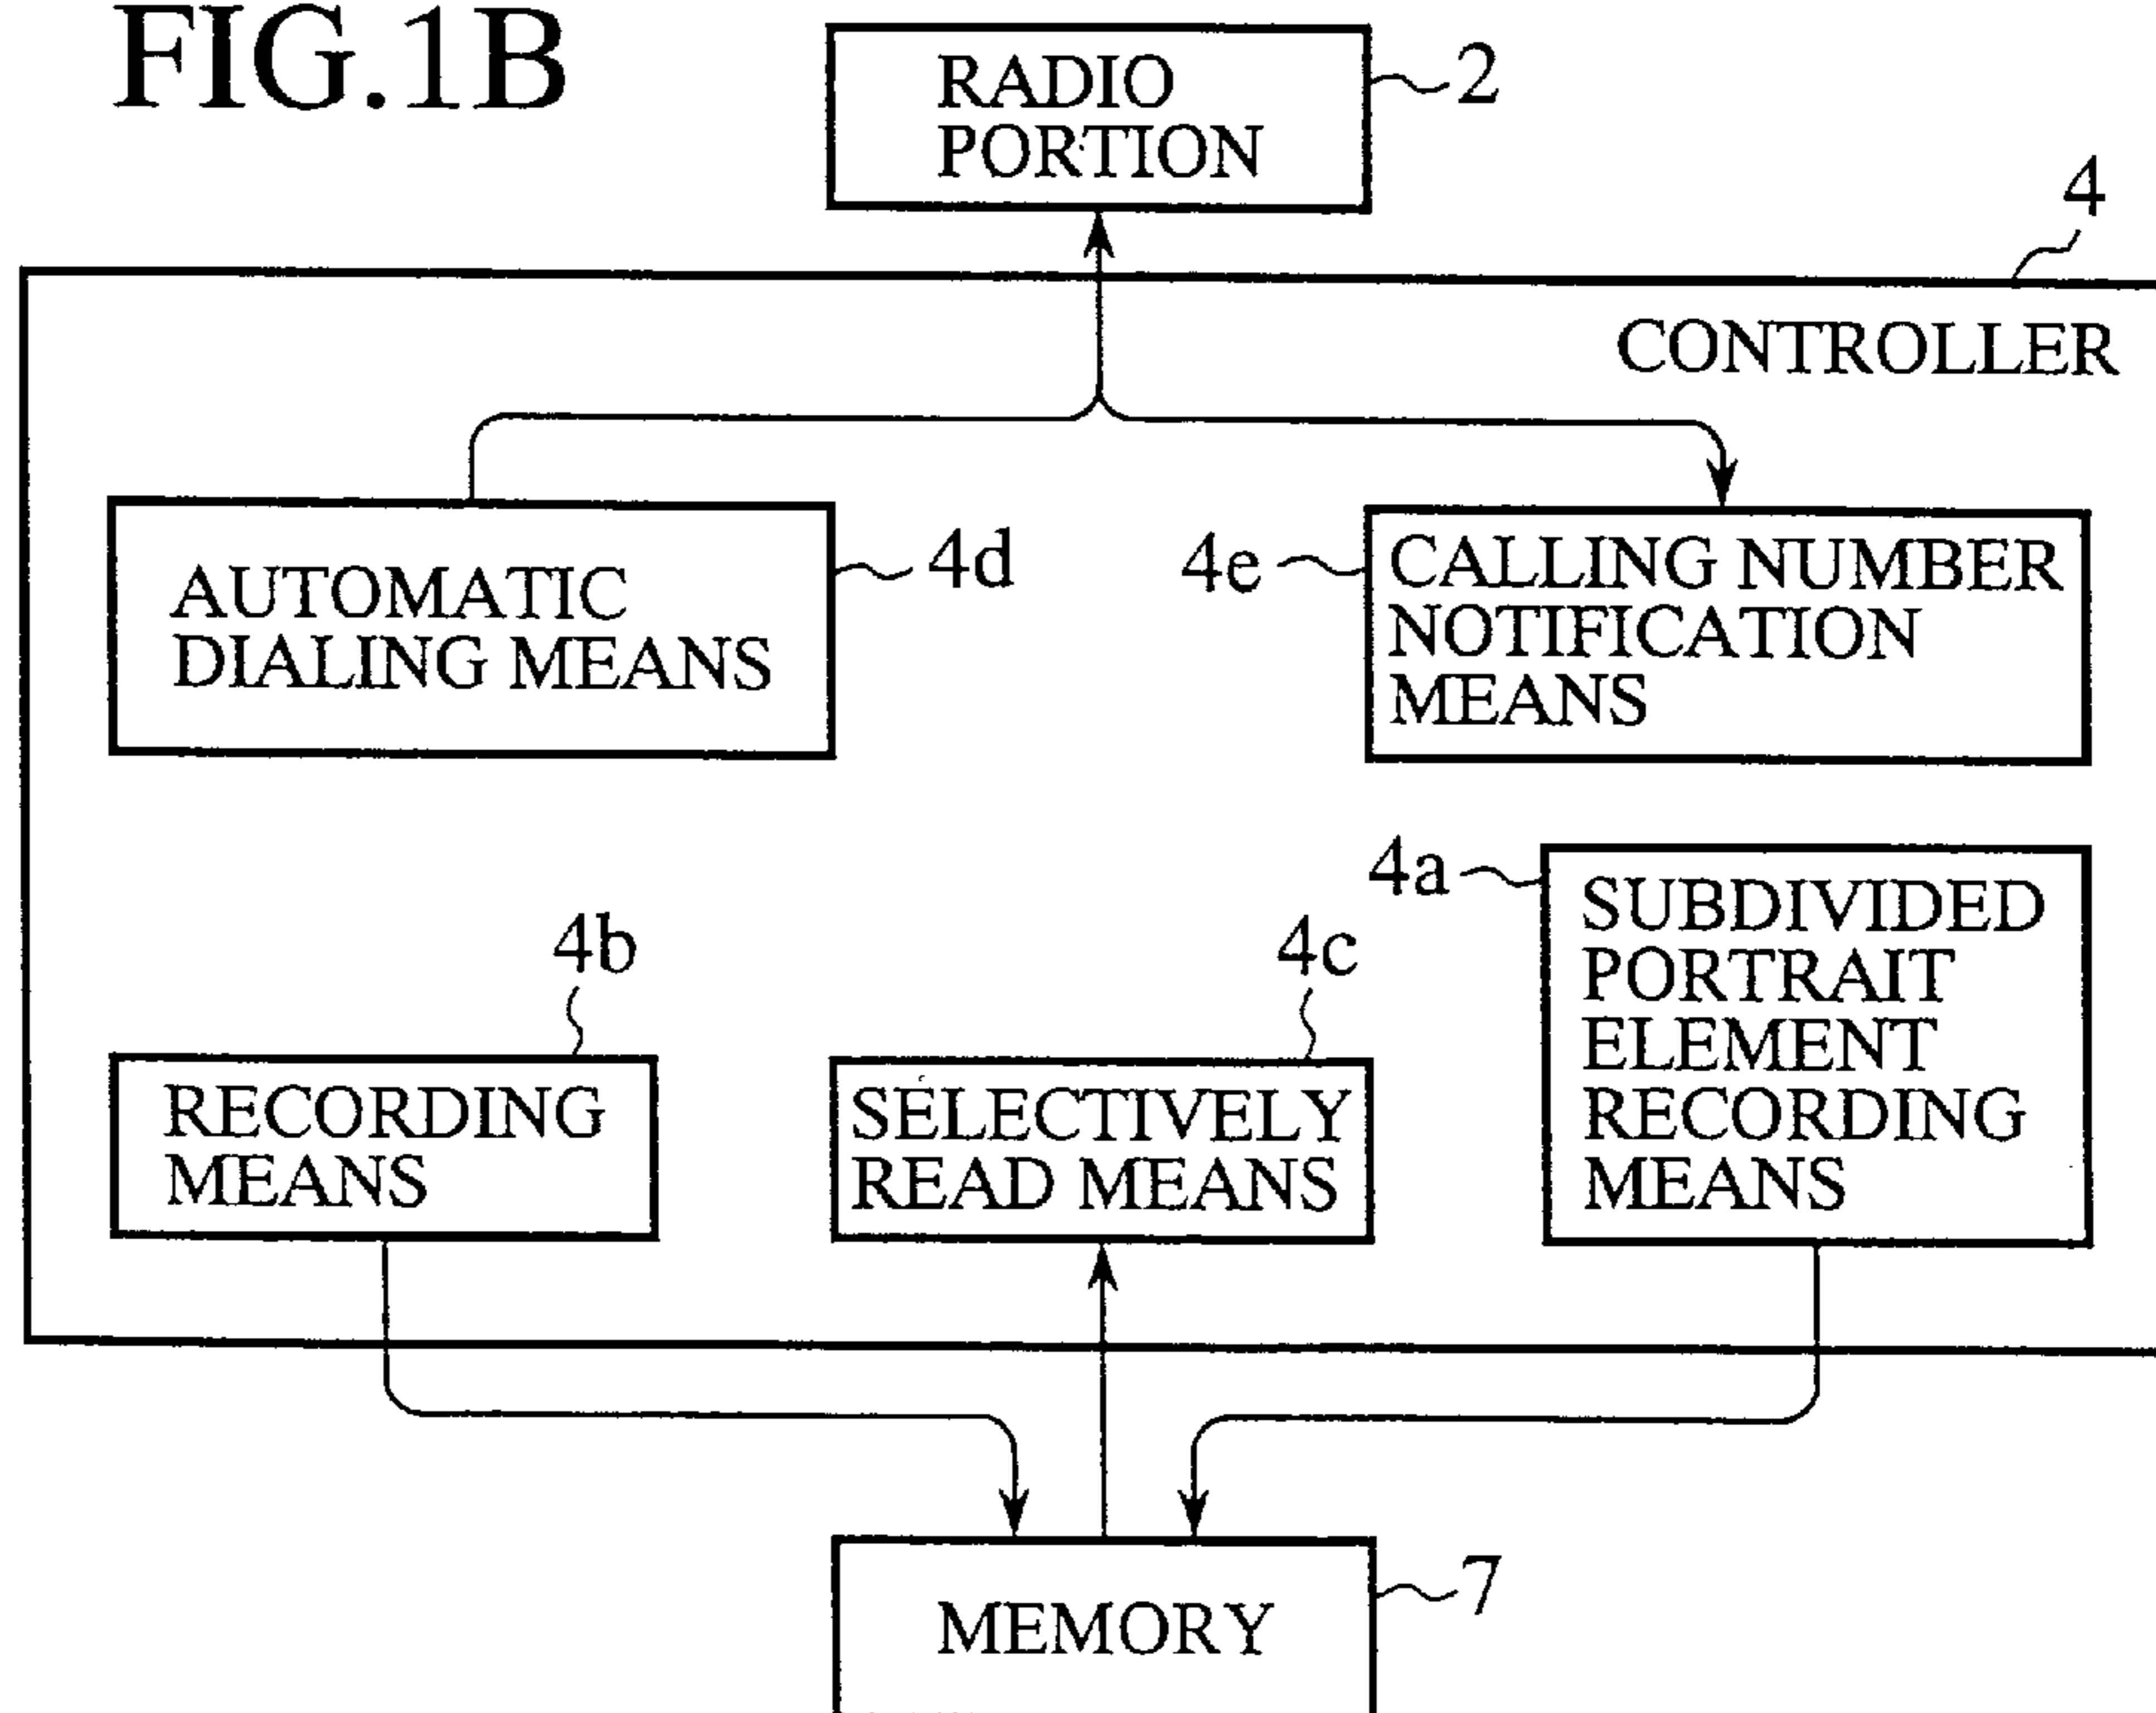 FIG.1B
RADIO
PORTION
2
4
CONTROLLER
AUTOMATIC
DIALING MEANS
4d
4e
CALLING NUMBER
NOTIFICATION
MEANS
4a
SUBDIVIDED
PORTRAIT
ELEMENT
RECORDING
MEANS
4b
RECORDING
MEANS
4c
SELECTIVELY
READ MEANS
MEMORY
7